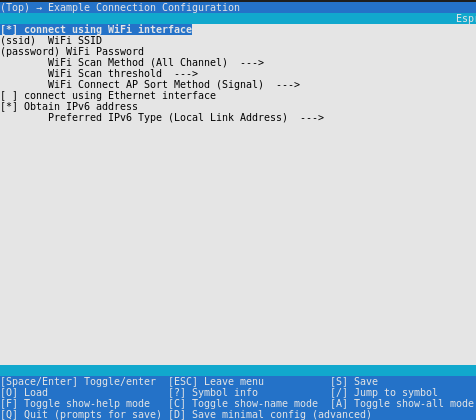 (Top) → Example Connection Configuration
Esp
[*] connect using WiFi interface
(ssid)  WiFi SSID
(password) WiFi Password
        WiFi Scan Method (All Channel)  --->
        WiFi Scan threshold  --->
        WiFi Connect AP Sort Method (Signal)  --->
[ ] connect using Ethernet interface
[*] Obtain IPv6 address
        Preferred IPv6 Type (Local Link Address)  --->
[Space/Enter] Toggle/enter  [ESC] Leave menu           [S] Save
[O] Load                    [?] Symbol info            [/] Jump to symbol
[F] Toggle show-help mode   [C] Toggle show-name mode  [A] Toggle show-all mode
[Q] Quit (prompts for save) [D] Save minimal config (advanced)